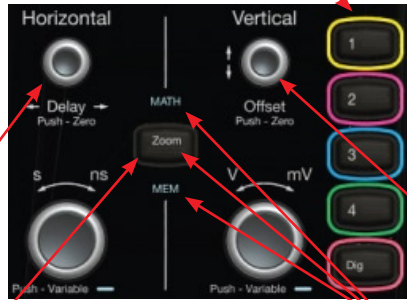 Horizontal
Vertical
1
← Delay →
Push - Zero
MATH
Offset
Push - Zero
2
Zoom
3
s
ns
MEM
V
mV
4
Dig
Push - Variable
Push - Variable